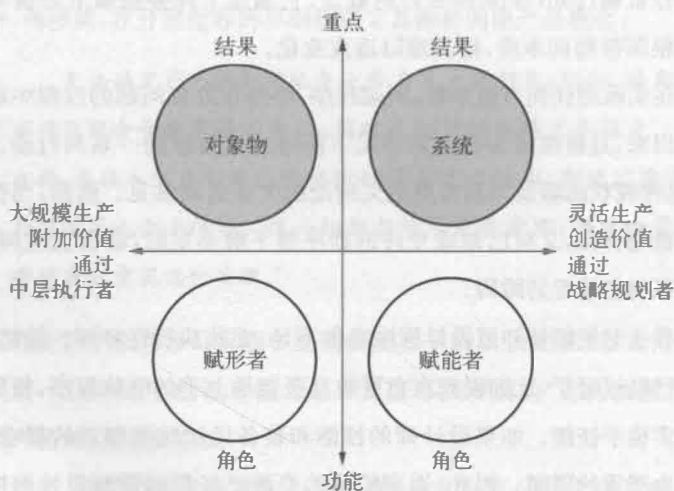 重点
结果
结果
对象物
系统
大规模生产
附加价值
通过
中层执行者
灵活生产
创造价值
通过
战略规划者
赋形者
赋能者
角色
角色
功能